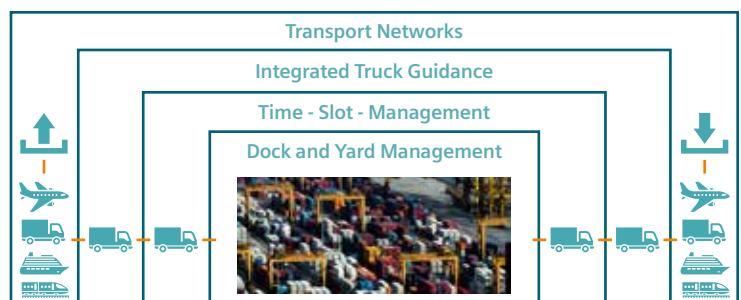 Transport Networks
Integrated Truck Guidance
Time - Slot - Management
Dock and Yard Management